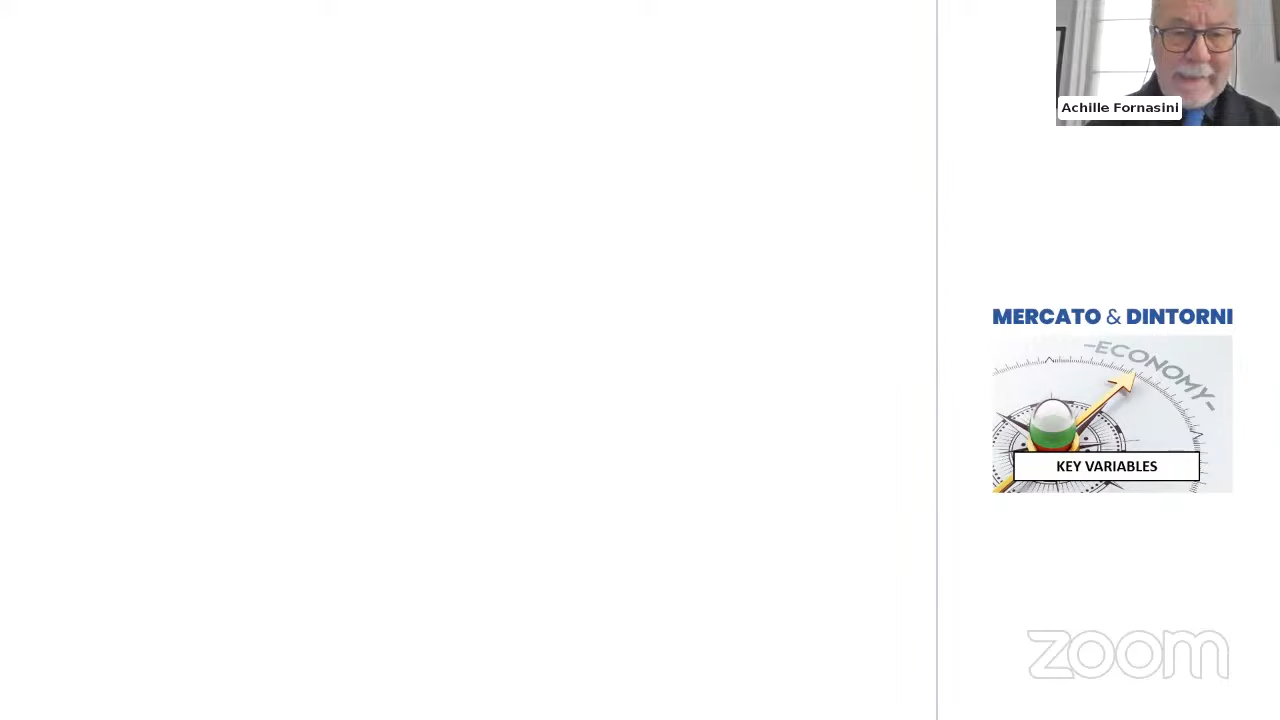 Achille Fornasini
MERCATO & DINTORNI
-ECONOMY-
KEY VARIABLES
zoom